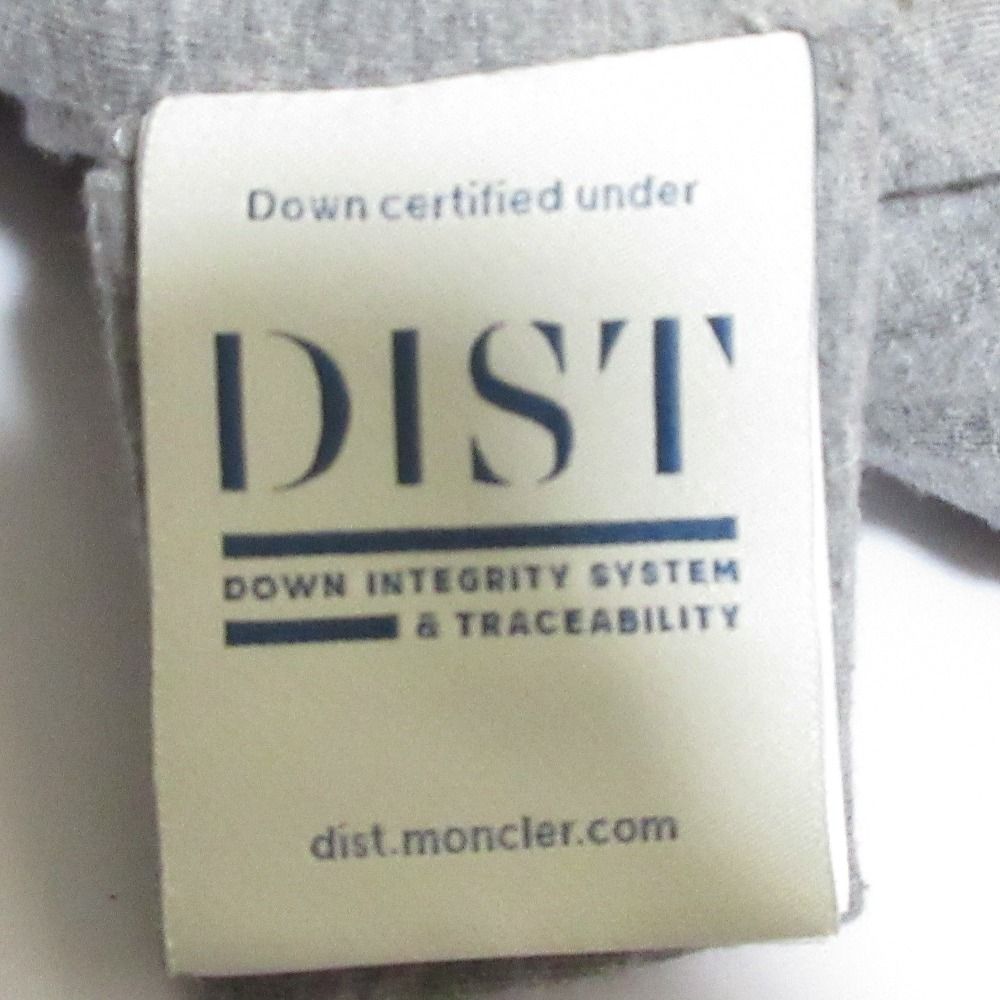 Down certified under
DIST
DOWN INTEGRITY SYSTEM
& TRACEABILITY
dist.moncler.com